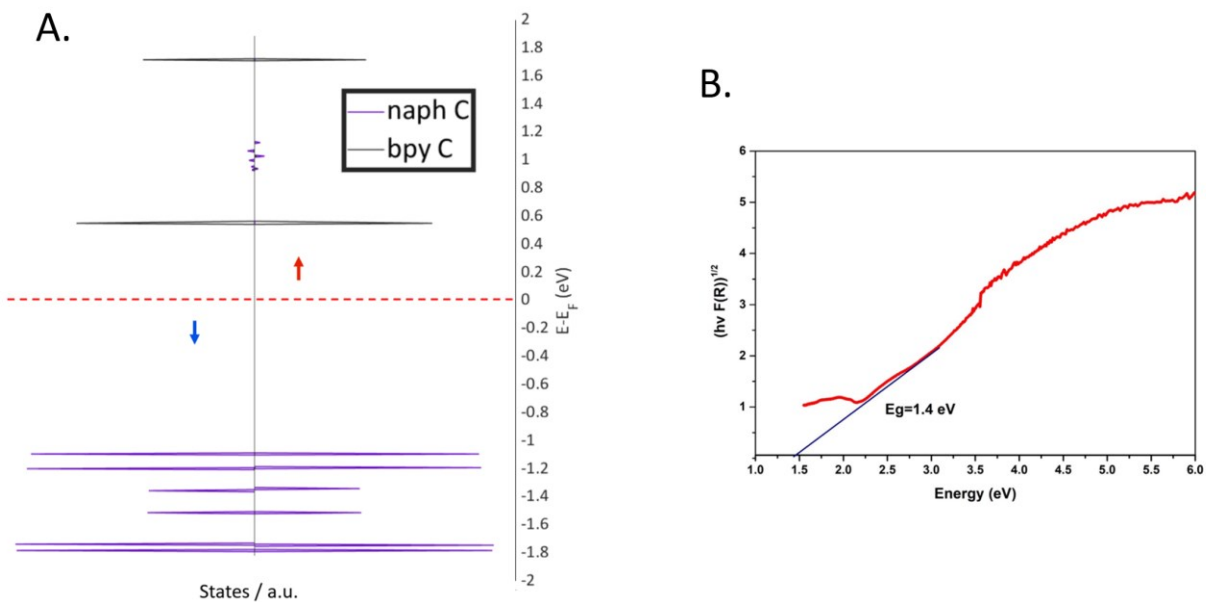 A.
2
1.8
1.6
1.4
1.2
1
0.8
0.6
0.4
0.2
0
-0.2
-0.4
-0.6
-0.8
-1
-1.2
-1.4
-1.6
-1.8
-2
E-E_F (eV)
naph C
bpy C
States / a.u.
B.
6
5
4
3
2
1
(hν F(R))^1/2
Eg=1.4 eV
1.0 1.5 2.0 2.5 3.0 3.5 4.0 4.5 5.0 5.5 6.0
Energy (eV)